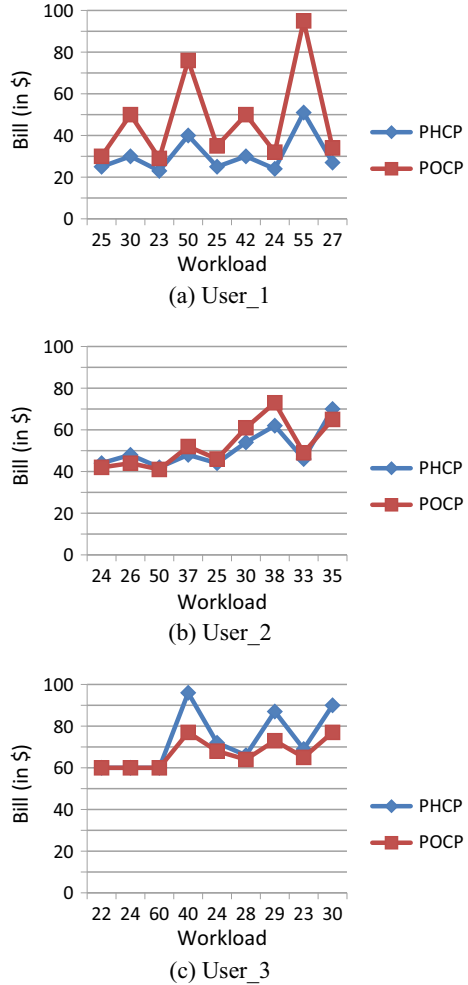 100
80
60
40
20
0
Bill (in $)
25 30 23 50 25 42 24 55 27
Workload
PHCP
POCP
(a) User_1
100
80
60
40
20
0
Bill (in $)
24 26 50 37 25 30 38 33 35
Workload
PHCP
POCP
(b) User_2
100
80
60
40
20
0
Bill (in $)
22 24 60 40 24 28 29 23 30
Workload
PHCP
POCP
(c) User_3